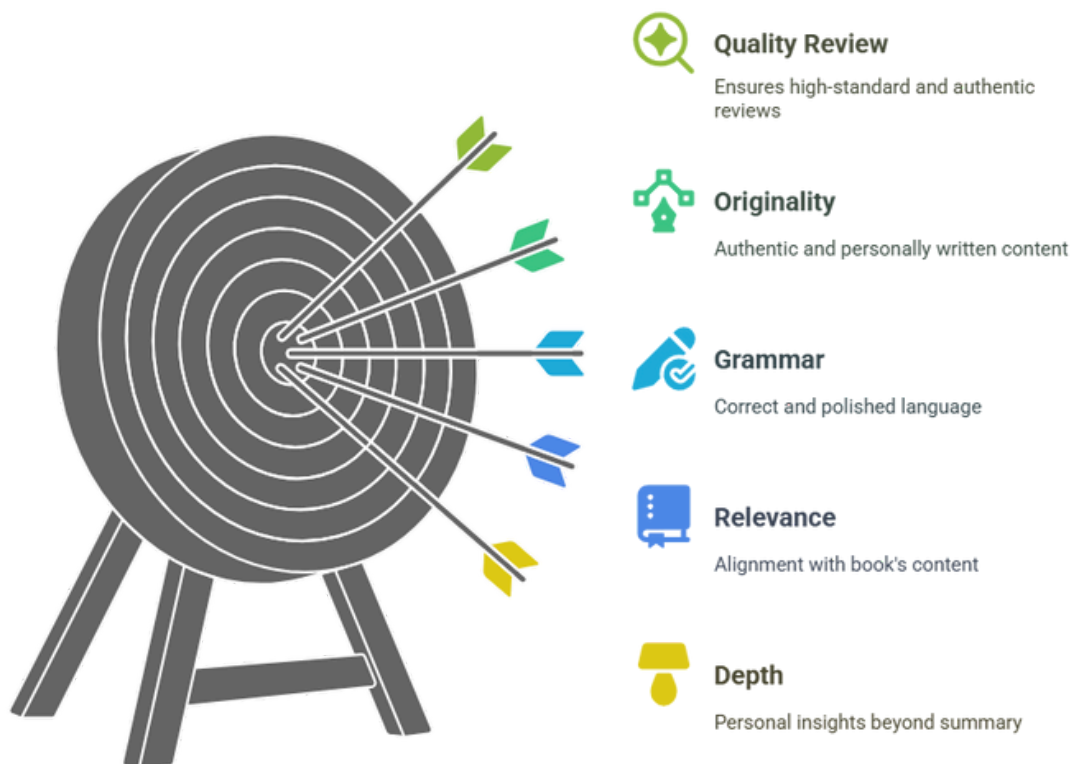 Quality Review
Ensures high-standard and authentic
reviews
Originality
Authentic and personally written content
Grammar
Correct and polished language
Relevance
Alignment with book's content
Depth
Personal insights beyond summary